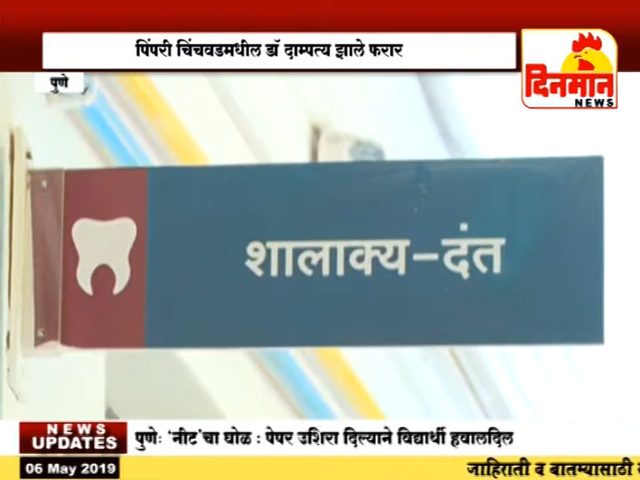 पिंपरी चिंचवडमधील डॉ दाम्पत्य झाले फरार
पुणे
दिनमान
NEWS
शालाक्य-दंत
NEWS
UPDATES
पुणेः 'नीट'चा घोळ : पेपर उशिरा दिल्याने विद्यार्थी हवालदिल
06 May 2019
जाहिराती व बातम्यासाठी